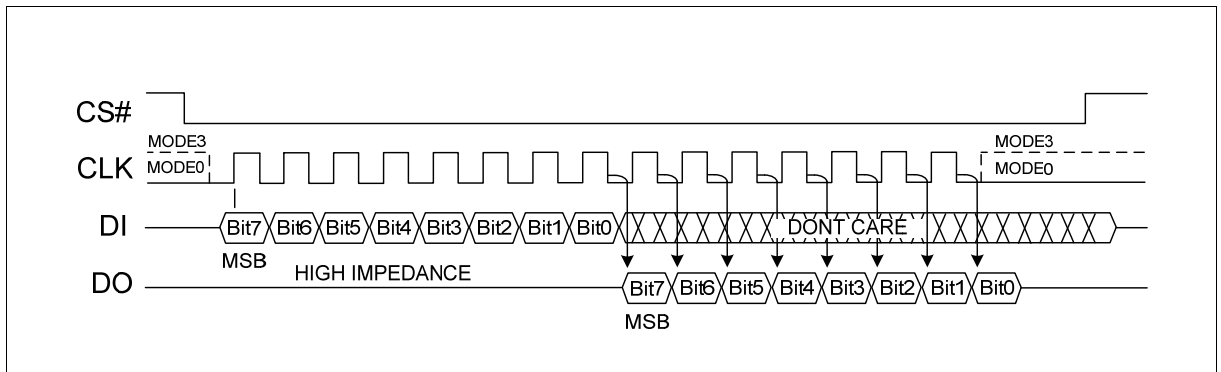 CS#
MODE3
MODE3
CLK
MODE0
MODE0
DI
Bit7 Bit6 Bit5 Bit4 Bit3 Bit2 Bit1 Bit0
DONT CARE
MSB
HIGH IMPEDANCE
DO
Bit7 Bit6 Bit5 Bit4 Bit3 Bit2 Bit1 Bit0
MSB